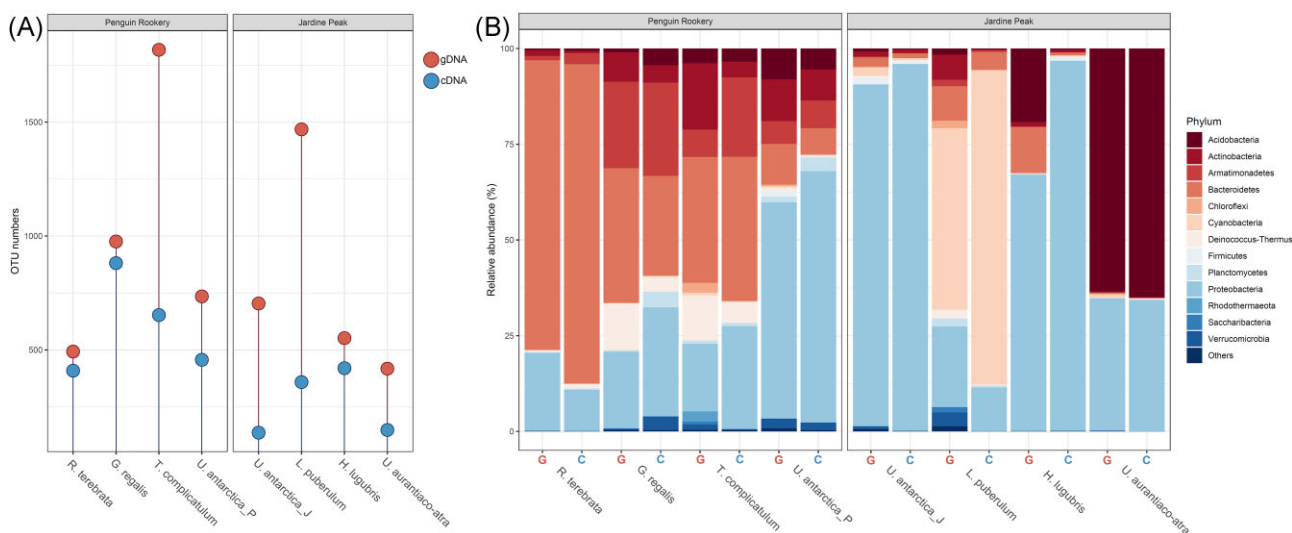 (A)
Penguin Rookery
Jardine Peak
OTU numbers
1500
1000
500
R. terebrata
G. regalis
T. complicatulum
U. antarctica_P
U. antarctica_J
L. puberulum
H. lugubris
U. aurantiaco-atra
gDNA
cDNA
(B)
Penguin Rookery
Jardine Peak
Relative abundance (%)
100
75
50
25
0
G C G C G C G C G C G C G C G C
R. terebrata
G. regalis
T. complicatulum
U. antarctica_P
U. antarctica_J
L. puberulum
H. lugubris
U. aurantiaco-atra
Phylum
Acidobacteria
Actinobacteria
Armatimonadetes
Bacteroidetes
Chloroflexi
Cyanobacteria
Deinococcus-Thermus
Firmicutes
Planctomycetes
Proteobacteria
Rhodothermaeota
Saccharibacteria
Verrucomicrobia
Others